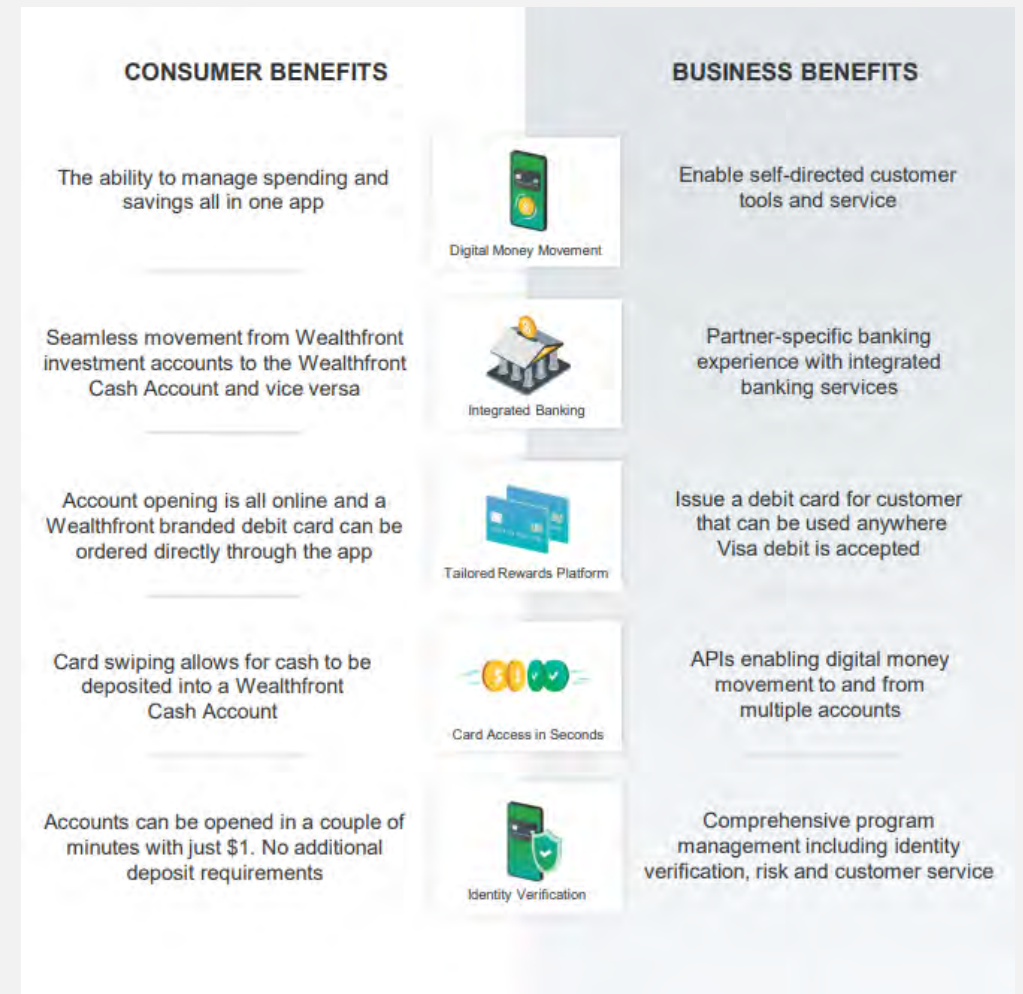 CONSUMER BENEFITS
BUSINESS BENEFITS
The ability to manage spending and
savings all in one app
Digital Money Movement
Enable self-directed customer
tools and service
Seamless movement from Wealthfront
investment accounts to the Wealthfront
Cash Account and vice versa
Integrated Banking
Partner-specific banking
experience with integrated
banking services
Account opening is all online and a
Wealthfront branded debit card can be
ordered directly through the app
Tailored Rewards Platform
Issue a debit card for customer
that can be used anywhere
Visa debit is accepted
Card swiping allows for cash to be
deposited into a Wealthfront
Cash Account
Card Access in Seconds
APIs enabling digital money
movement to and from
multiple accounts
Accounts can be opened in a couple of
minutes with just $1. No additional
deposit requirements
Identity Verification
Comprehensive program
management including identity
verification, risk and customer service